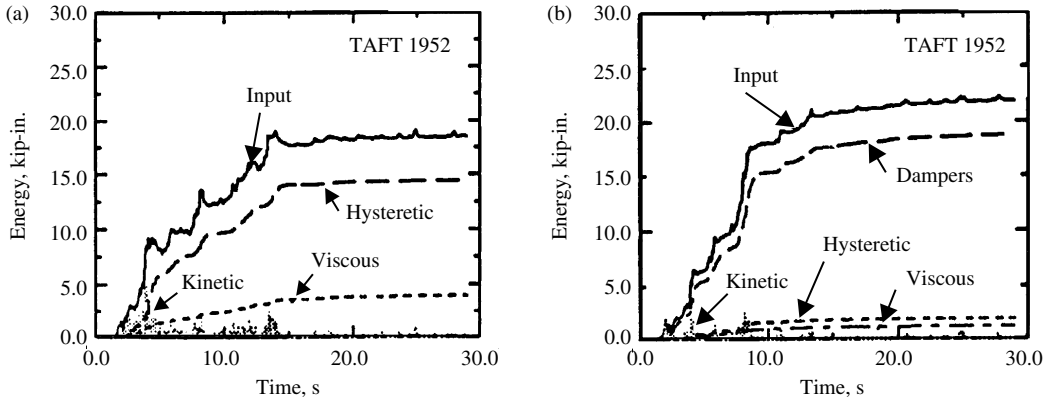 (a)
30.0
25.0
20.0
15.0
10.0
5.0
0.0
Energy, kip-in.
TAFT 1952
Input
Hysteretic
Viscous
Kinetic
0.0 10.0 20.0 30.0
Time, s
(b)
30.0
25.0
20.0
15.0
10.0
5.0
0.0
Energy, kip-in.
TAFT 1952
Input
Dampers
Hysteretic
Viscous
Kinetic
0.0 10.0 20.0 30.0
Time, s